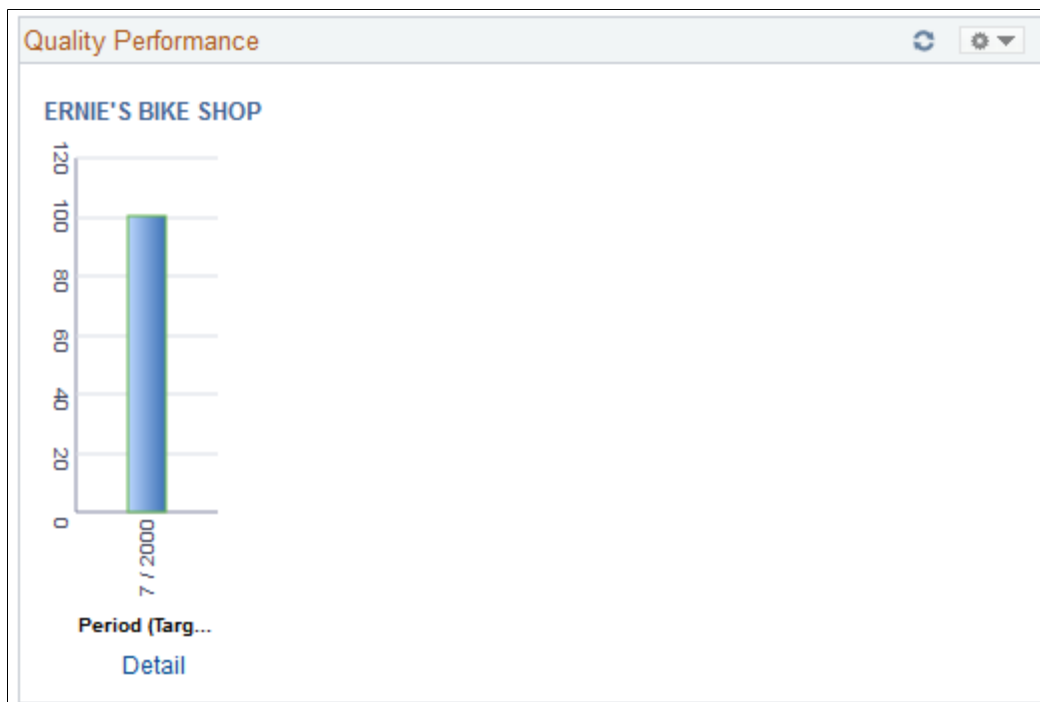 Quality Performance
ERNIE'S BIKE SHOP
120
100
80
60
40
20
0
7 / 2000
Period (Targ...
Detail